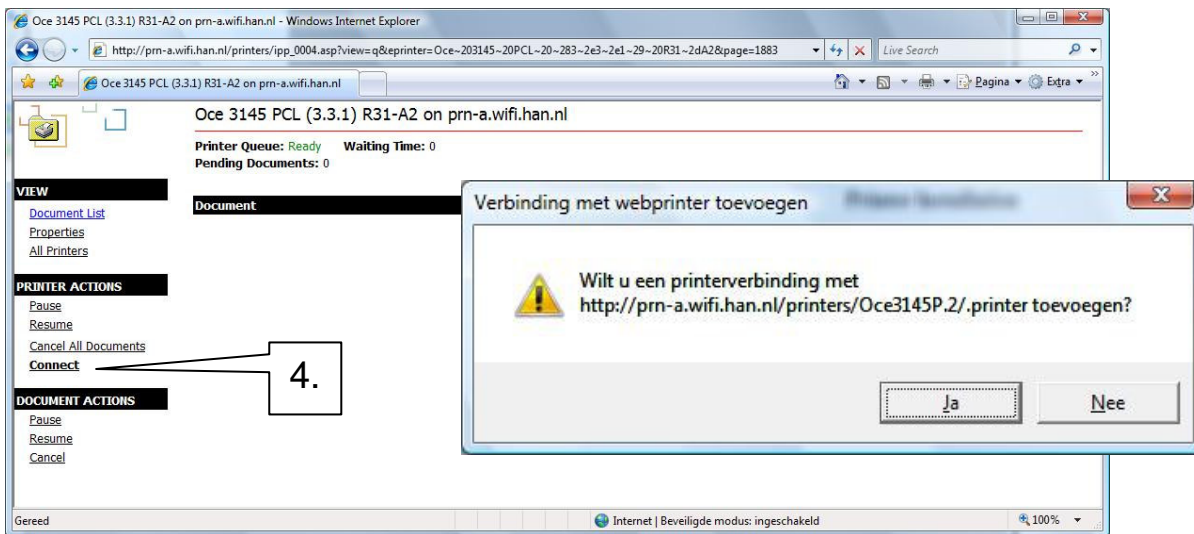 Oce 3145 PCL (3.3.1) R31-A2 on prn-a.wifi.han.nl - Windows Internet Explorer
http://prn-a.wifi.han.nl/printers/ipp_0004.asp?view=q&eprinter=Oce~203145~20PCL~20~283~2e3~2e1~29~20R31~2dA2&page=1883
Live Search
Oce 3145 PCL (3.3.1) R31-A2 on prn-a.wifi.han.nl
Pagina
Extra
Oce 3145 PCL (3.3.1) R31-A2 on prn-a.wifi.han.nl
Printer Queue: Ready Waiting Time: 0
Pending Documents: 0
VIEW
Document List
Properties
All Printers
PRINTER ACTIONS
Pause
Resume
Cancel All Documents
Connect
DOCUMENT ACTIONS
Pause
Resume
Cancel
Document
4.
Verbinding met webprinter toevoegen
Wilt u een printerverbinding met
http://prn-a.wifi.han.nl/printers/Oce3145P.2/.printer toevoegen?
Ja
Nee
Gereed
Internet | Beveiligde modus: ingeschakeld
100%